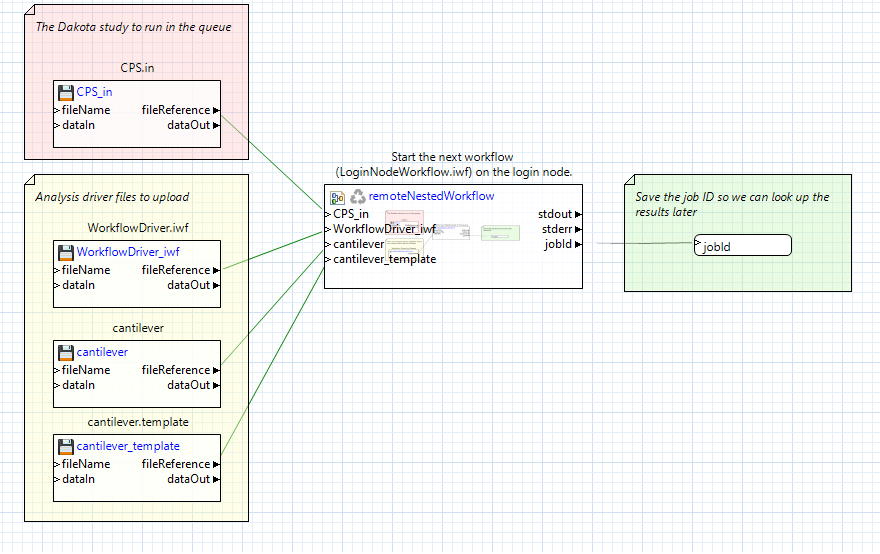 The Dakota study to run in the queue
CPS.in
CPS_in
fileName fileReference
dataIn dataOut
Analysis driver files to upload
WorkflowDriver.iwf
WorkflowDriver_iwf
fileName fileReference
dataIn dataOut
cantilever
cantilever
fileName fileReference
dataIn dataOut
cantilever.template
cantilever_template
fileName fileReference
dataIn dataOut
Start the next workflow
(LoginNodeWorkflow.iwf) on the login node.
remoteNestedWorkflow
CPS_in stdout
WorkflowDriver_iwf stderr
cantilever jobId
cantilever_template
Save the job ID so we can look up the
results later
jobId